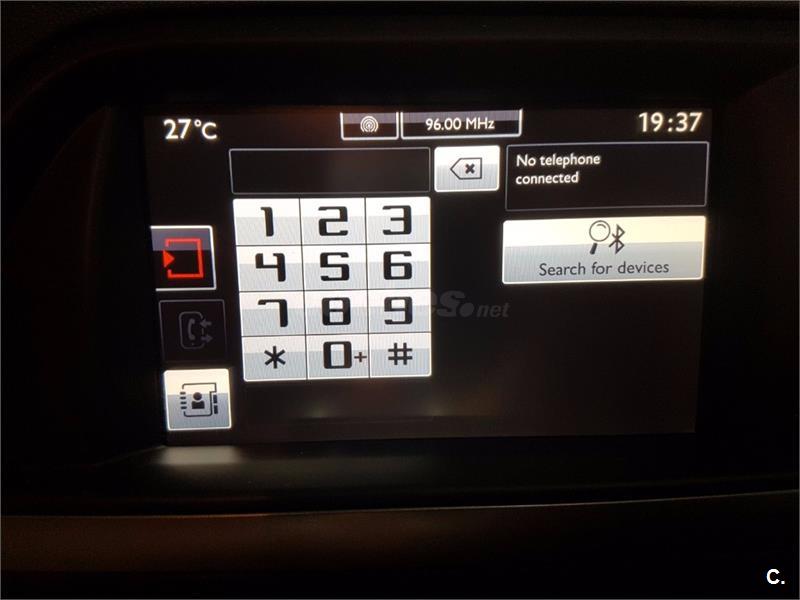 27°C
96.00 MHz
19:37
No telephone
connected
1 2 3
4 5 6
7 8 9
* 0+ #
Search for devices
.net
C.